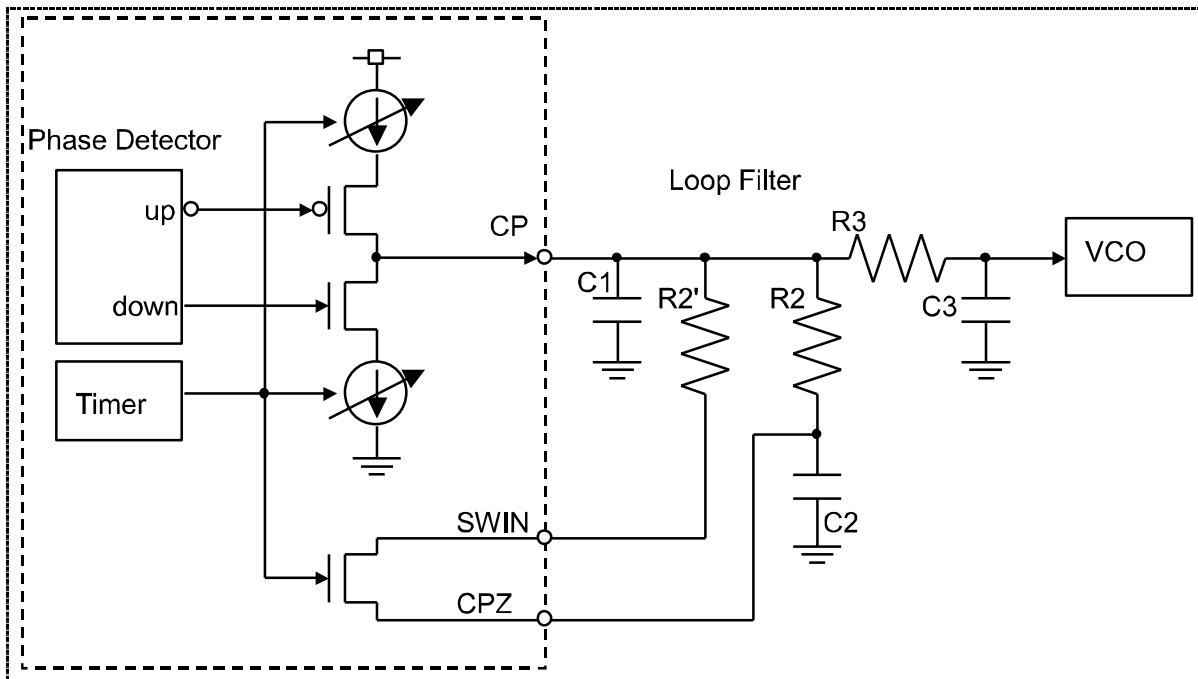 Phase Detector
up
down
Timer
CP
SWIN
CPZ
Loop Filter
C1
R2'
R2
R3
C3
C2
VCO